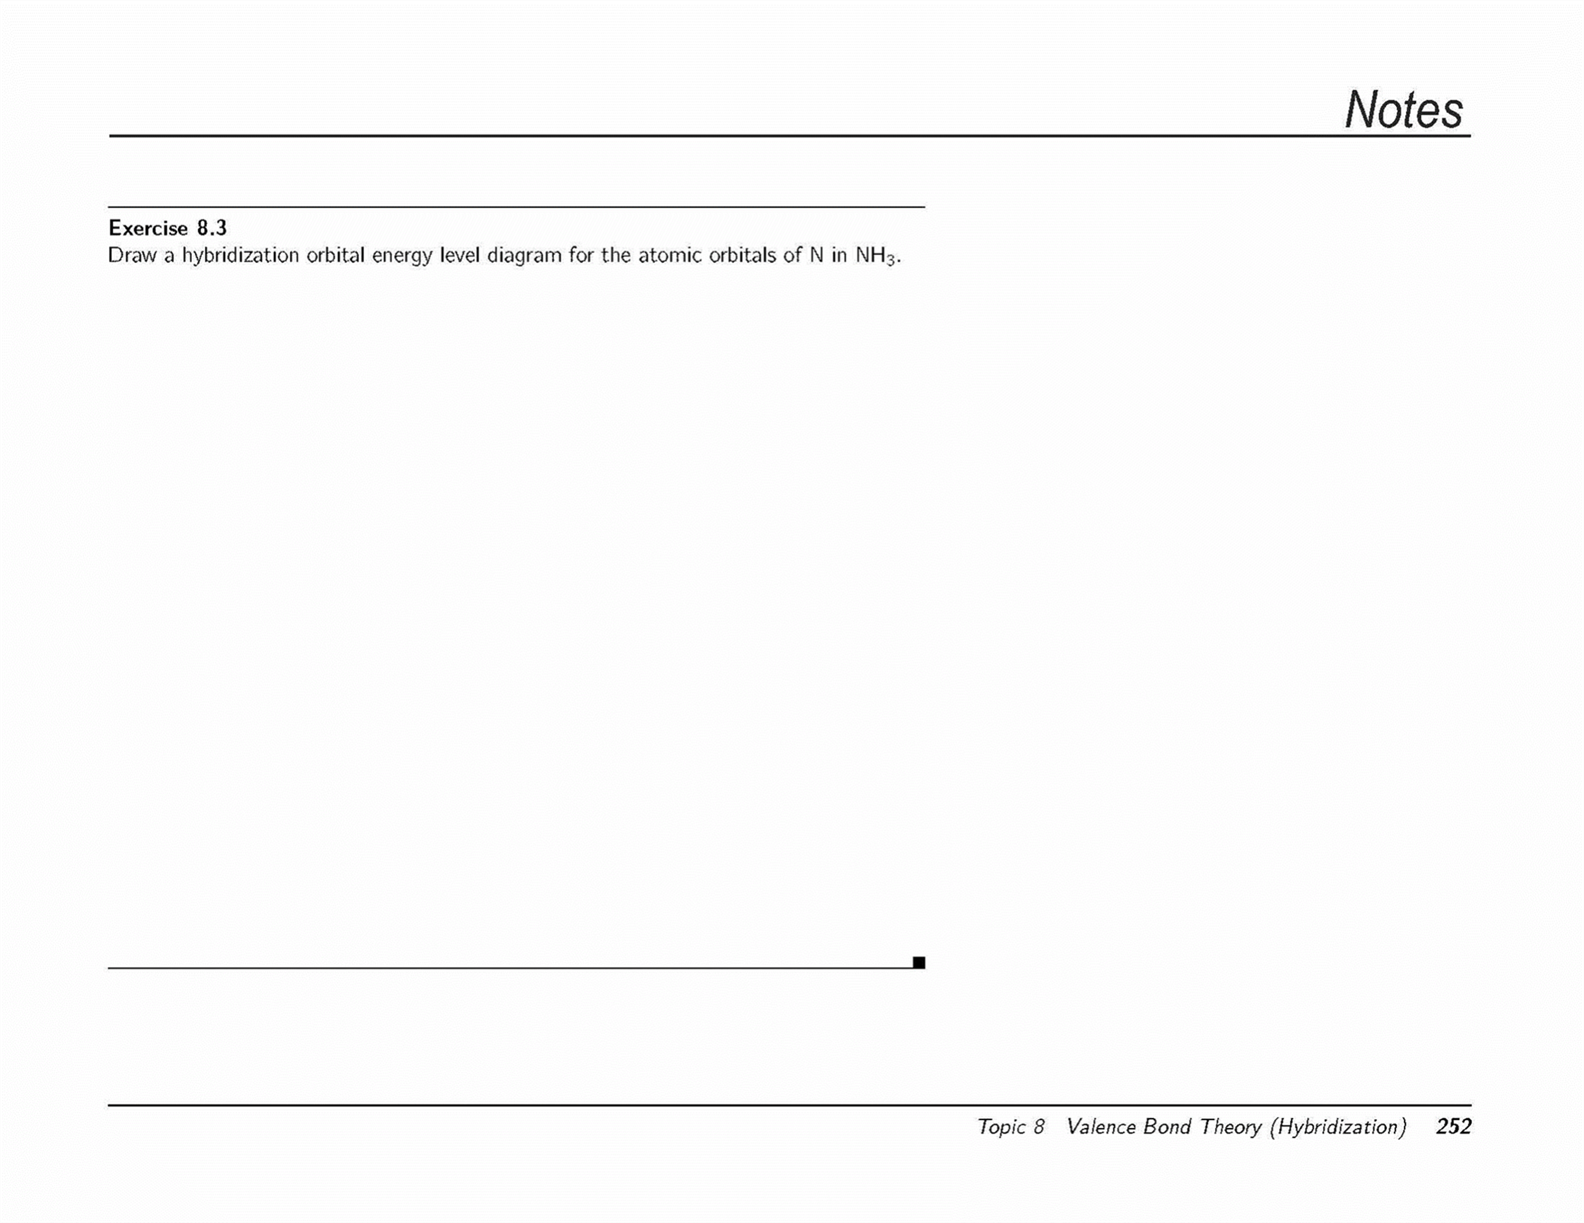 Notes
Exercise 8.3
Draw a hybridization orbital energy level diagram for the atomic orbitals of N in NH₃.
Topic 8 Valence Bond Theory (Hybridization) 252